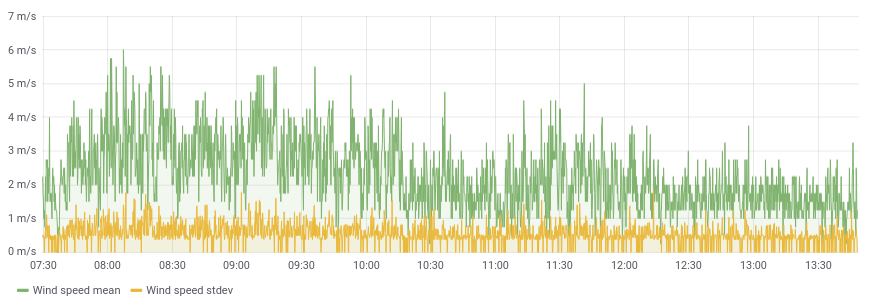 7 m/s
6 m/s
5 m/s
4 m/s
3 m/s
2 m/s
1 m/s
0 m/s
07:30 08:00 08:30 09:00 09:30 10:00 10:30 11:00 11:30 12:00 12:30 13:00 13:30
Wind speed mean Wind speed stdev